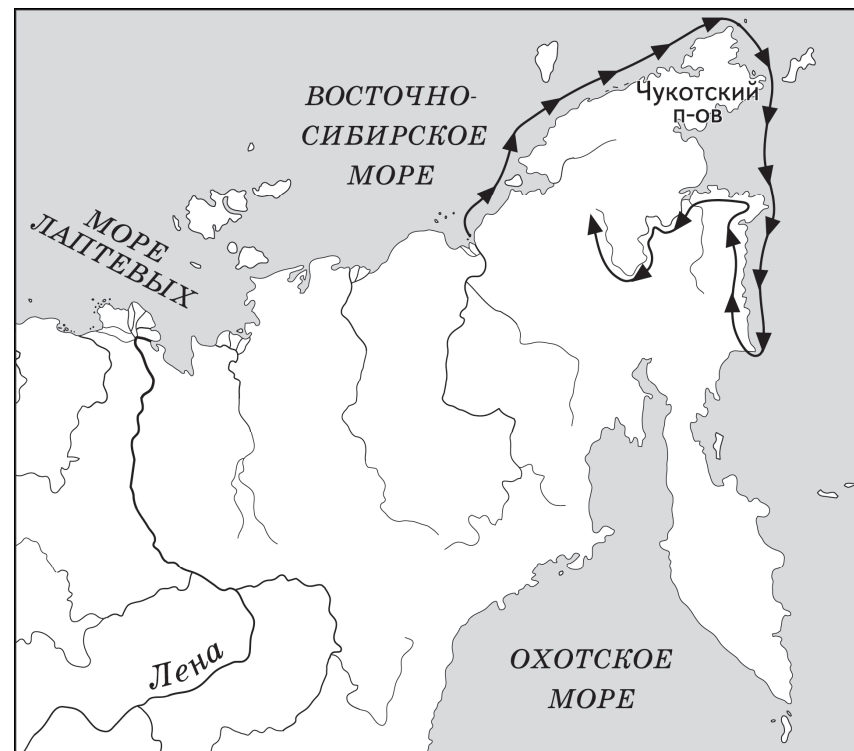 ВОСТОЧНО-
СИБИРСКОЕ
МОРЕ
Чукотский
п-ов
МОРЕ
ЛАПТЕВЫХ
Лена
ОХОТСКОЕ
МОРЕ